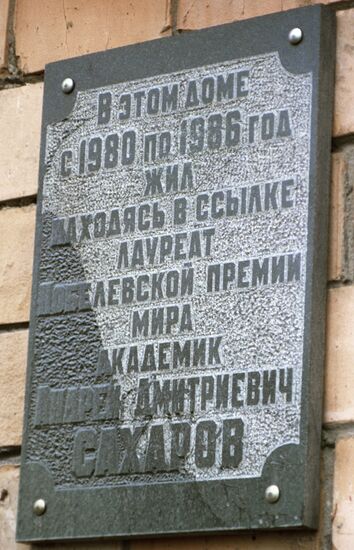 В ЭТОМ ДОМЕ
С 1980 ПО 1986 ГОД
ЖИЛ
НАХОДЯСЬ В ССЫЛКЕ
ЛАУРЕАТ
НОБЕЛЕВСКОЙ ПРЕМИИ
МИРА
АКАДЕМИК
АНДРЕЙ ДМИТРИЕВИЧ
САХАРОВ